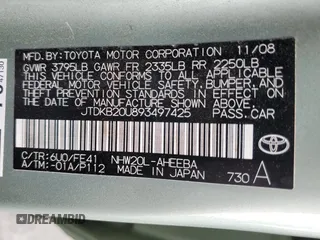 MFD. BY: TOYOTA MOTOR CORPORATION 11/08
GVWR 3795LB GAWR FR 2335LB RR 2250LB
THIS VEHICLE CONFORMS TO ALL APPLICABLE
FEDERAL MOTOR VEHICLE SAFETY, BUMPER, AND
THEFT PREVENTION STANDARDS IN EFFECT ON
THE DATE OF MANUFACTURE SHOWN ABOVE.
JTDKB20U893497425 PASS.CAR
C/TR: 6U0/FE41 NHW20L-AHEEBA
A/TM: -01A/P112 MADE IN JAPAN 730 A
TOYOTA
47130